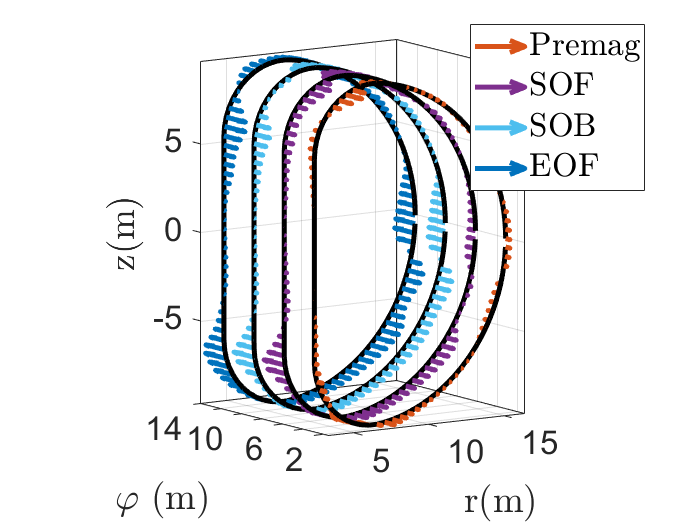 Premag
SOF
SOB
EOF
5
0
-5
z(m)
14 10 6 2
5 10 15
φ (m)
r(m)